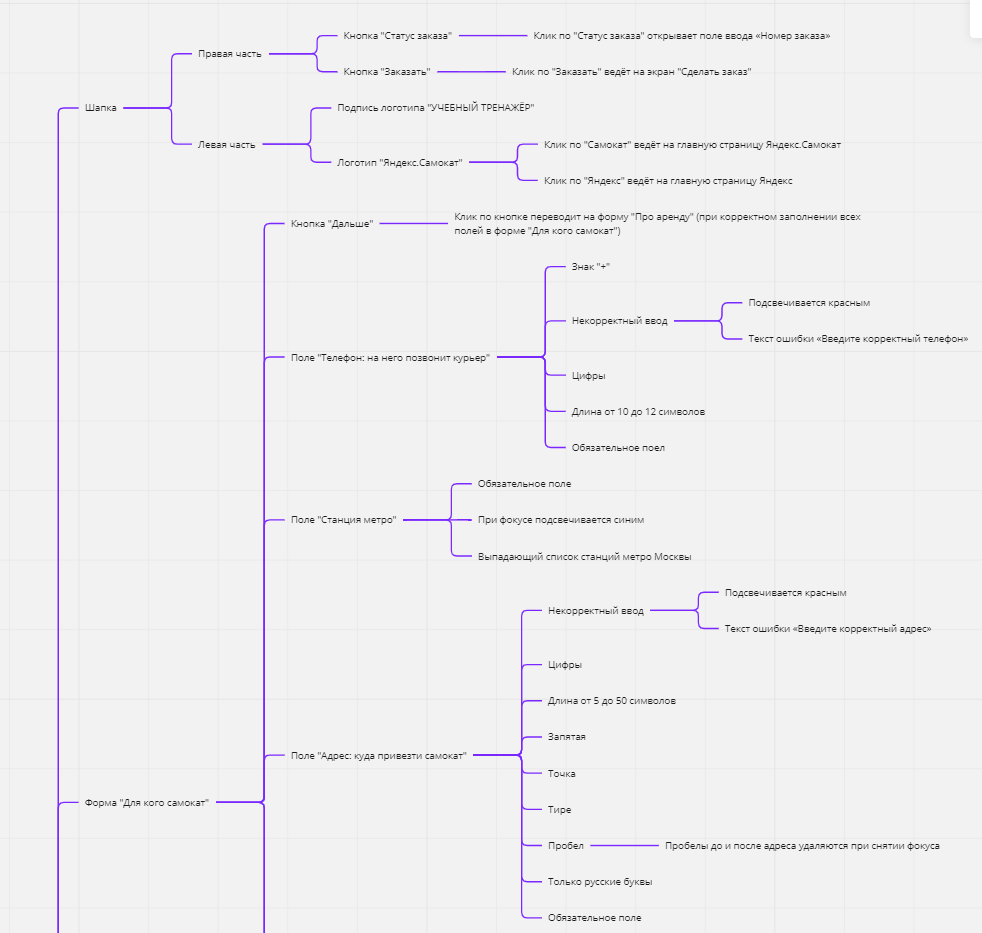 Шапка
Правая часть
Кнопка "Статус заказа"
Клик по "Статус заказа" открывает поле ввода «Номер заказа»
Кнопка "Заказать"
Клик по "Заказать" ведёт на экран "Сделать заказ"
Левая часть
Подпись логотипа "УЧЕБНЫЙ ТРЕНАЖЁР"
Логотип "Яндекс.Самокат"
Клик по "Самокат" ведёт на главную страницу Яндекс.Самокат
Клик по "Яндекс" ведёт на главную страницу Яндекс
Форма "Для кого самокат"
Кнопка "Дальше"
Клик по кнопке переводит на форму "Про аренду" (при корректном заполнении всех
полей в форме "Для кого самокат")
Поле "Телефон: на него позвонит курьер"
Знак "+"
Некорректный ввод
Подсвечивается красным
Текст ошибки «Введите корректный телефон»
Цифры
Длина от 10 до 12 символов
Обязательное поел
Поле "Станция метро"
Обязательное поле
При фокусе подсвечивается синим
Выпадающий список станций метро Москвы
Поле "Адрес: куда привезти самокат"
Некорректный ввод
Подсвечивается красным
Текст ошибки «Введите корректный адрес»
Цифры
Длина от 5 до 50 символов
Запятая
Точка
Тире
Пробел
Пробелы до и после адреса удаляются при снятии фокуса
Только русские буквы
Обязательное поле